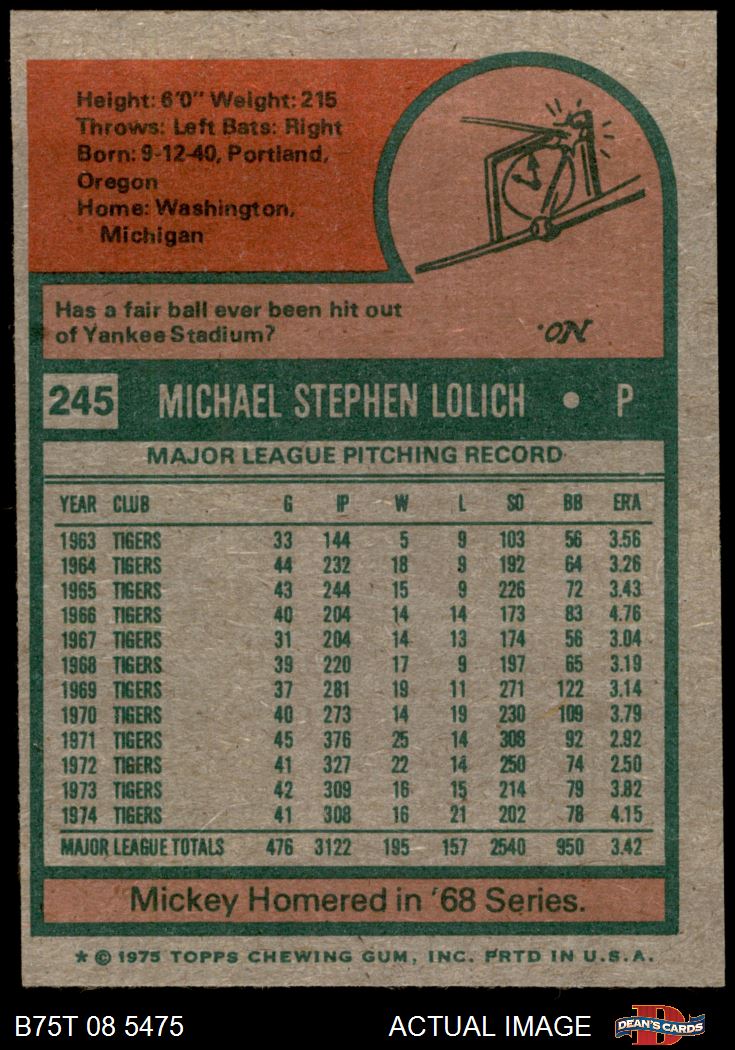 Height: 6'0" Weight: 215
Throws: Left Bats: Right
Born: 9-12-40, Portland,
Oregon
Home: Washington,
Michigan
Has a fair ball ever been hit out
of Yankee Stadium?
No.
245 MICHAEL STEPHEN LOLICH • P
MAJOR LEAGUE PITCHING RECORD
YEAR CLUB G IP W L SO BB ERA
1963 TIGERS 33 144 5 9 103 56 3.56
1964 TIGERS 44 232 18 9 192 64 3.26
1965 TIGERS 43 244 15 9 226 72 3.43
1966 TIGERS 40 204 14 14 173 83 4.76
1967 TIGERS 31 204 14 13 174 56 3.04
1968 TIGERS 39 220 17 9 197 65 3.19
1969 TIGERS 37 281 19 11 271 122 3.14
1970 TIGERS 40 273 14 19 230 109 3.79
1971 TIGERS 45 376 25 14 308 92 2.92
1972 TIGERS 41 327 22 14 250 74 2.50
1973 TIGERS 42 309 16 15 214 79 3.82
1974 TIGERS 41 308 16 21 202 78 4.15
MAJOR LEAGUE TOTALS 476 3122 195 157 2540 950 3.42
Mickey Homered in '68 Series.
* © 1975 TOPPS CHEWING GUM, INC. PRTD IN U.S.A.
B75T 08 5475 ACTUAL IMAGE DEAN'S CARDS